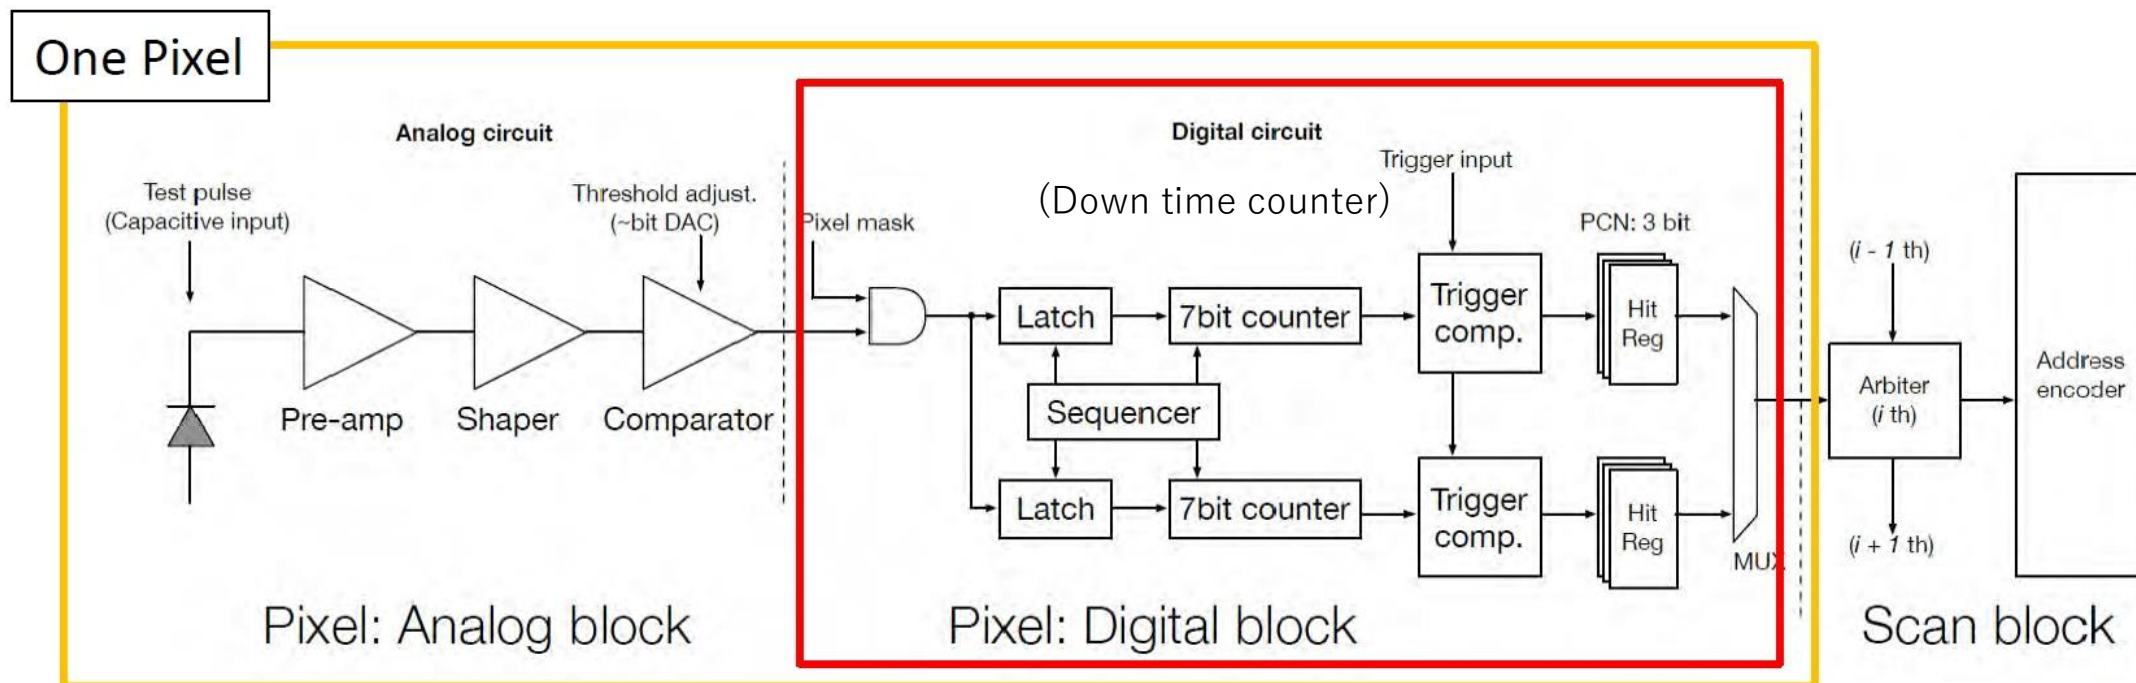 One Pixel
Analog circuit
Digital circuit
Test pulse
(Capacitive input)
Threshold adjust.
(~bit DAC)
Pixel mask
(Down time counter)
Trigger input
PCN: 3 bit
(i - 1 th)
Pre-amp
Shaper
Comparator
Latch
7bit counter
Trigger
comp.
Hit
Reg
Sequencer
Latch
7bit counter
Trigger
comp.
Hit
Reg
MUX
Arbiter
(i th)
(i + 1 th)
Address
encoder
Pixel: Analog block
Pixel: Digital block
Scan block